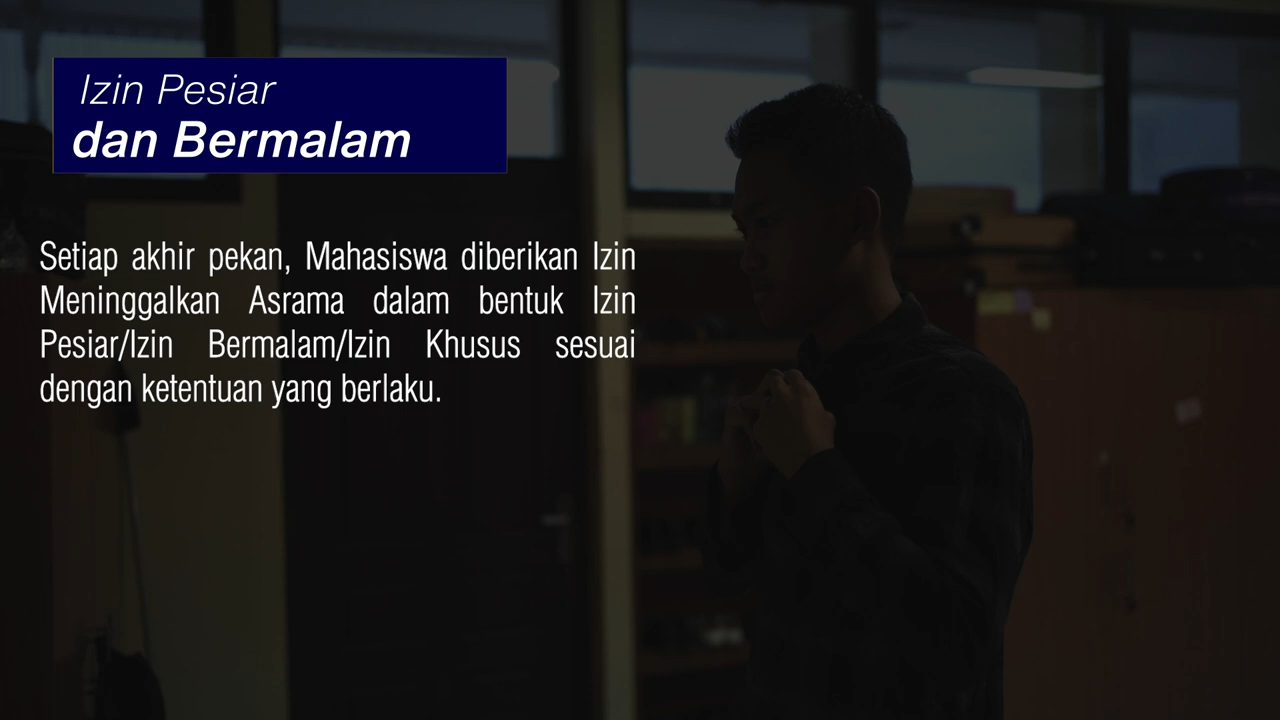 Izin Pesiar
dan Bermalam
Setiap akhir pekan, Mahasiswa diberikan Izin
Meninggalkan Asrama dalam bentuk Izin
Pesiar/Izin Bermalam/Izin Khusus sesuai
dengan ketentuan yang berlaku.